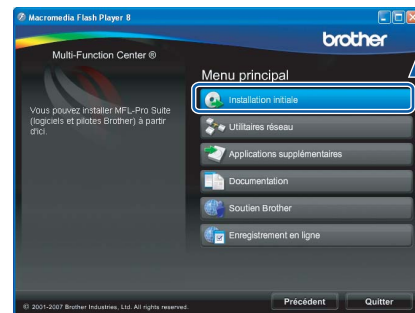 Macromedia Flash Player 8
brother
Multi-Function Center ®
Vous pouvez installer MFL-Pro Suite
(logiciels et pilotes Brother) à partir
d'ici.
Menu principal
Installation initiale
Utilitaires réseau
Applications supplémentaires
Documentation
Soutien Brother
Enregistrement en ligne
© 2001-2007 Brother Industries, Ltd. All rights reserved.
Précédent
Quitter